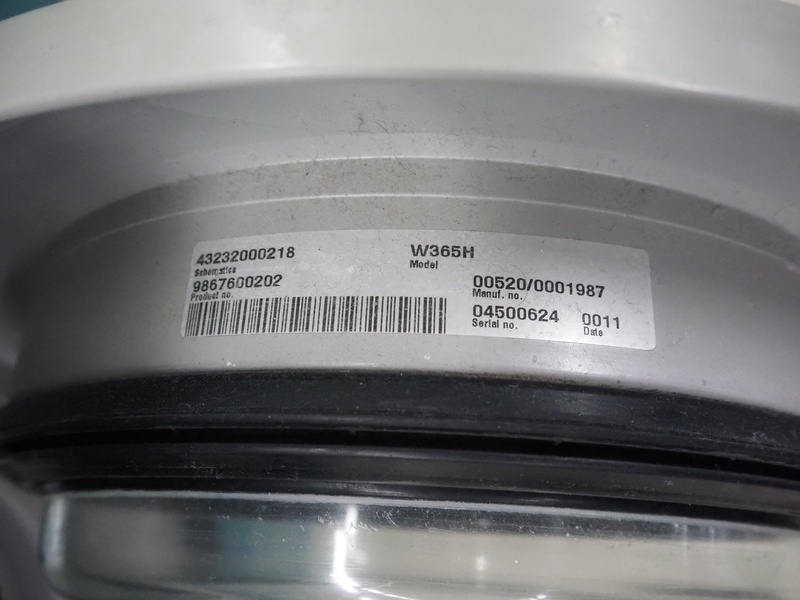 43232000218
Schematics
W365H
Model
9867600202
Product no.
00520/0001987
Manuf. no.
04500624
Serial no.
0011
Date